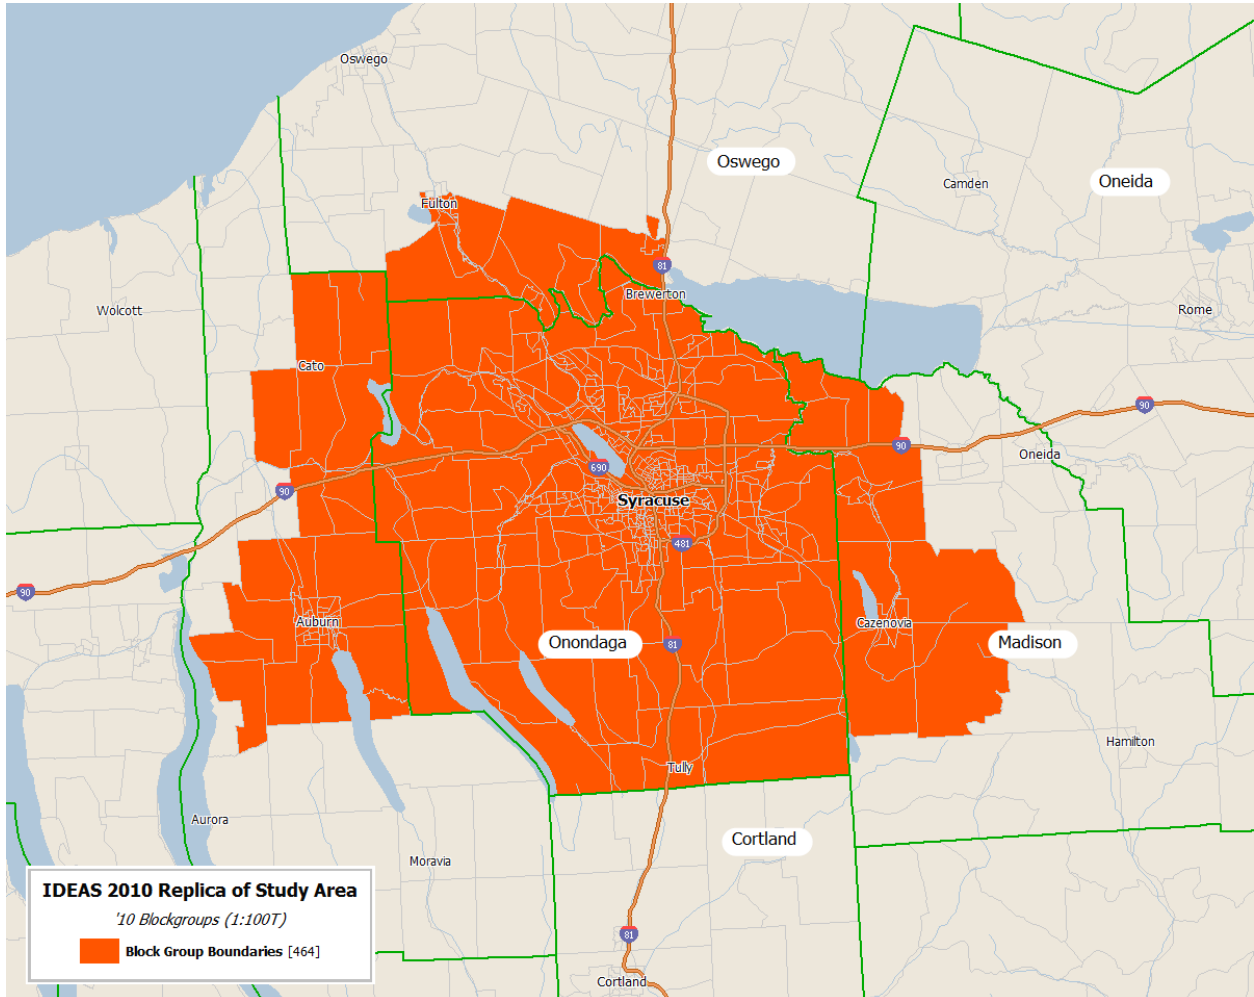 Oswego
Oswego
Oneida
Camden
Fulton
81
Brewerton
Wolcott
Rome
Cato
90
90
Oneida
690
90
Syracuse
481
90
Auburn
Cazenovia
Onondaga
81
Madison
Hamilton
Tully
Aurora
Cortland
Moravia
IDEAS 2010 Replica of Study Area
'10 Blockgroups (1:100T)
Block Group Boundaries [464]
81
Cortland